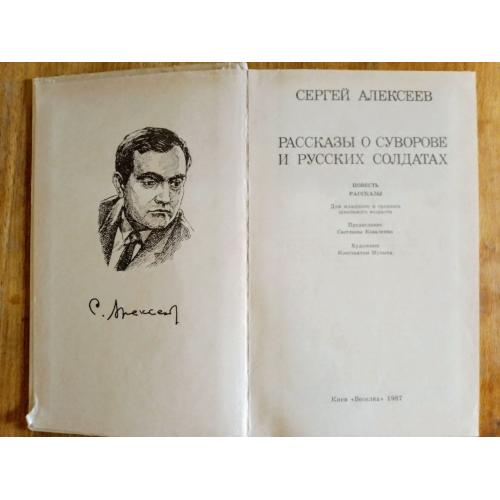 С. Алексеев
СЕРГЕЙ АЛЕКСЕЕВ
РАССКАЗЫ О СУВОРОВЕ
И РУССКИХ СОЛДАТАХ
ПОВЕСТЬ
РАССКАЗЫ
Для младшего и среднего
школьного возраста
Предисловие
Светланы Коваленко
Художник
Константин Музыка
Киев «Веселка» 1987